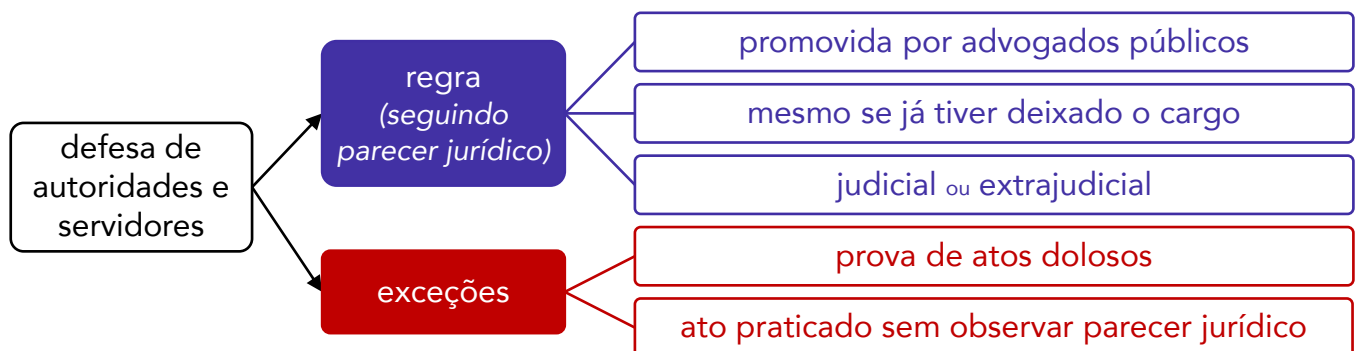 defesa de
autoridades e
servidores
regra
(seguindo
parecer jurídico)
promovida por advogados públicos
mesmo se já tiver deixado o cargo
judicial ou extrajudicial
exceções
prova de atos dolosos
ato praticado sem observar parecer jurídico